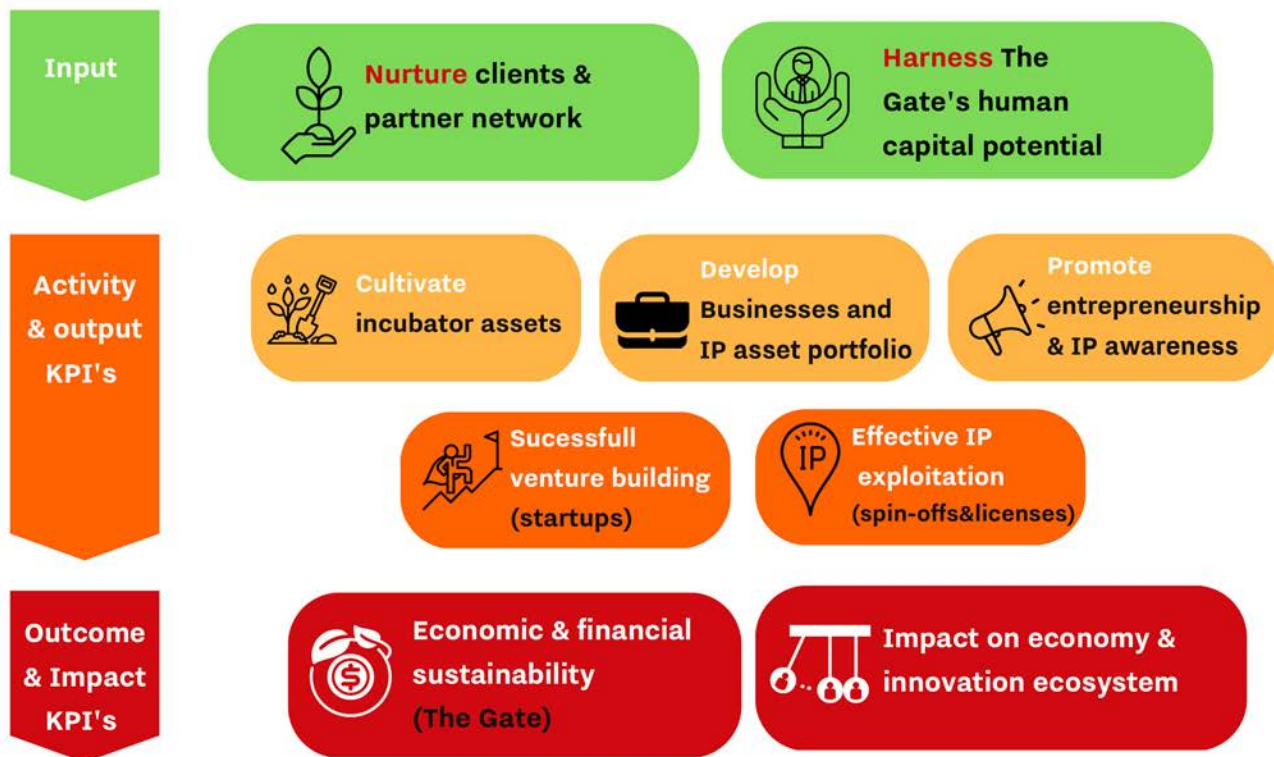 Input
Nurture clients &
partner network
Harness The
Gate's human
capital potential
Activity
& output
KPI's
Cultivate
incubator assets
Develop
Businesses and
IP asset portfolio
Promote
entrepreneurship
& IP awareness
Sucessfull
venture building
(startups)
IP
Effective IP
exploitation
(spin-offs&licenses)
Outcome
& Impact
KPI's
$
Economic & financial
sustainability
(The Gate)
Impact on economy &
innovation ecosystem